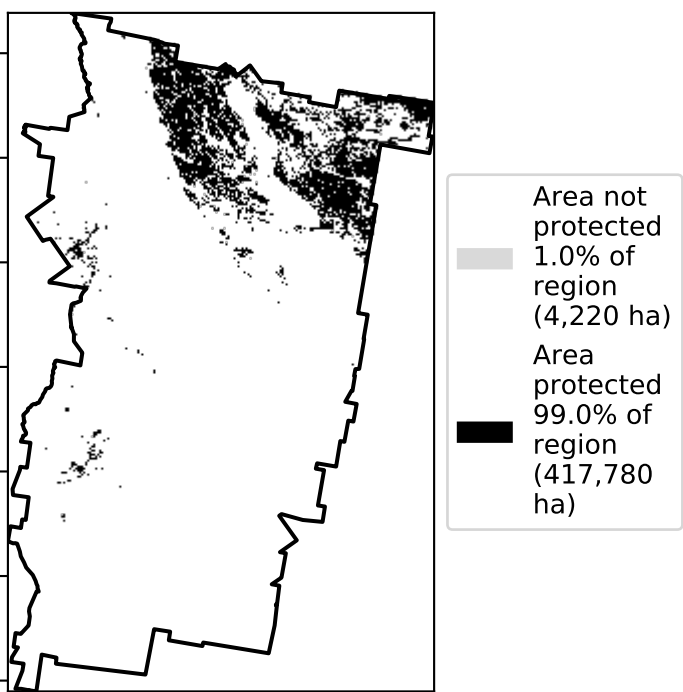 Area not
protected
1.0% of
region
(4,220 ha)
Area
protected
99.0% of
region
(417,780
ha)